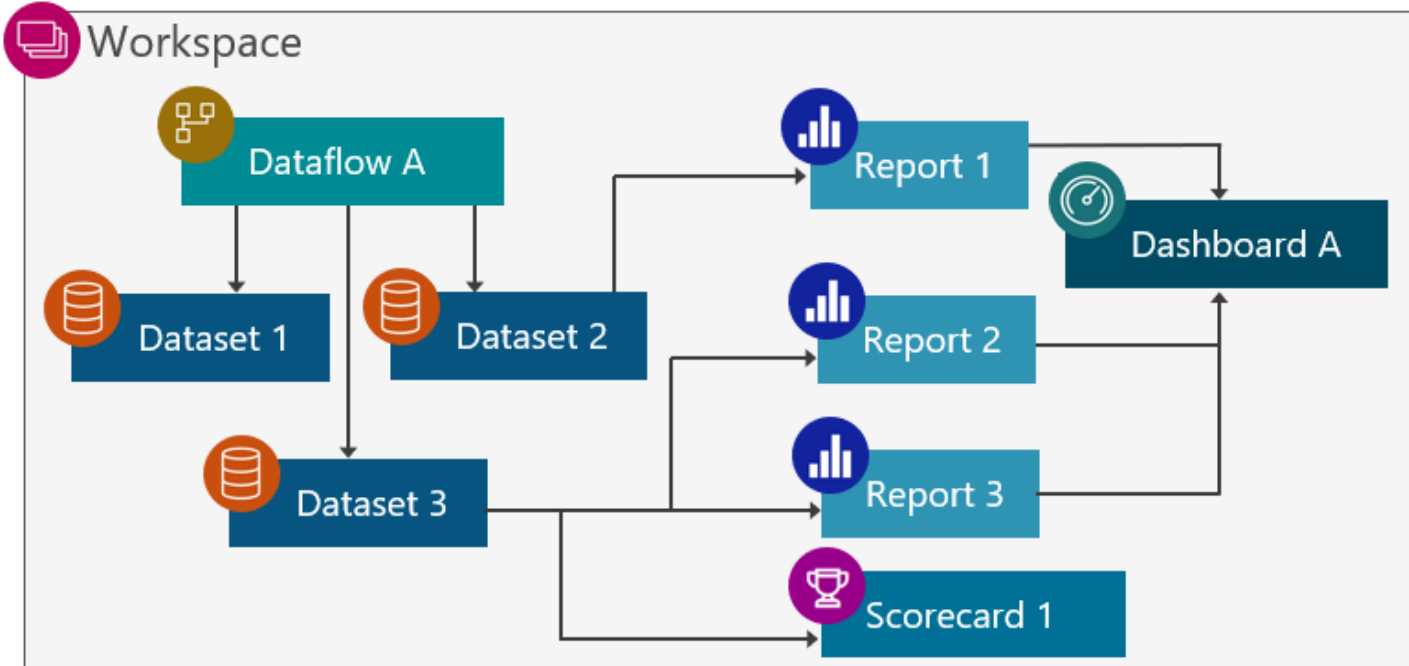 Workspace
Dataflow A
Report 1
Dashboard A
Dataset 1
Dataset 2
Report 2
Dataset 3
Report 3
Scorecard 1